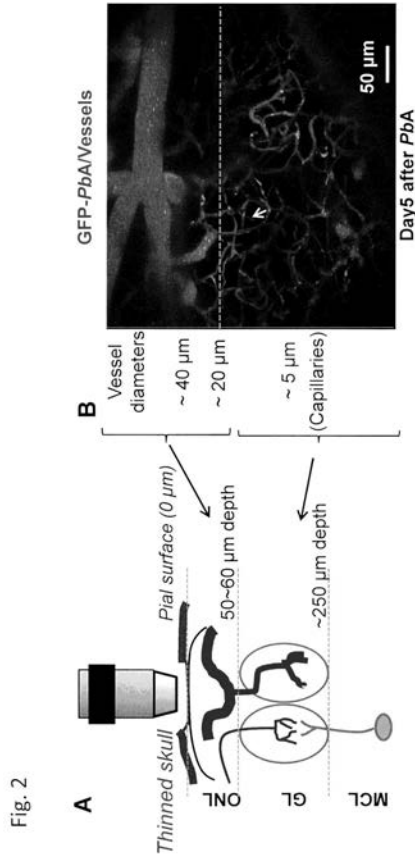 Fig. 2
A
Thinned skull
Pial surface (0 µm)
ONL
50~60 µm depth
GL
~250 µm depth
MCL
B
GFP-PbA/Vessels
Vessel
diameters
~ 40 µm
~ 20 µm
~ 5 µm
(Capillaries)
50 µm
Day5 after PbA